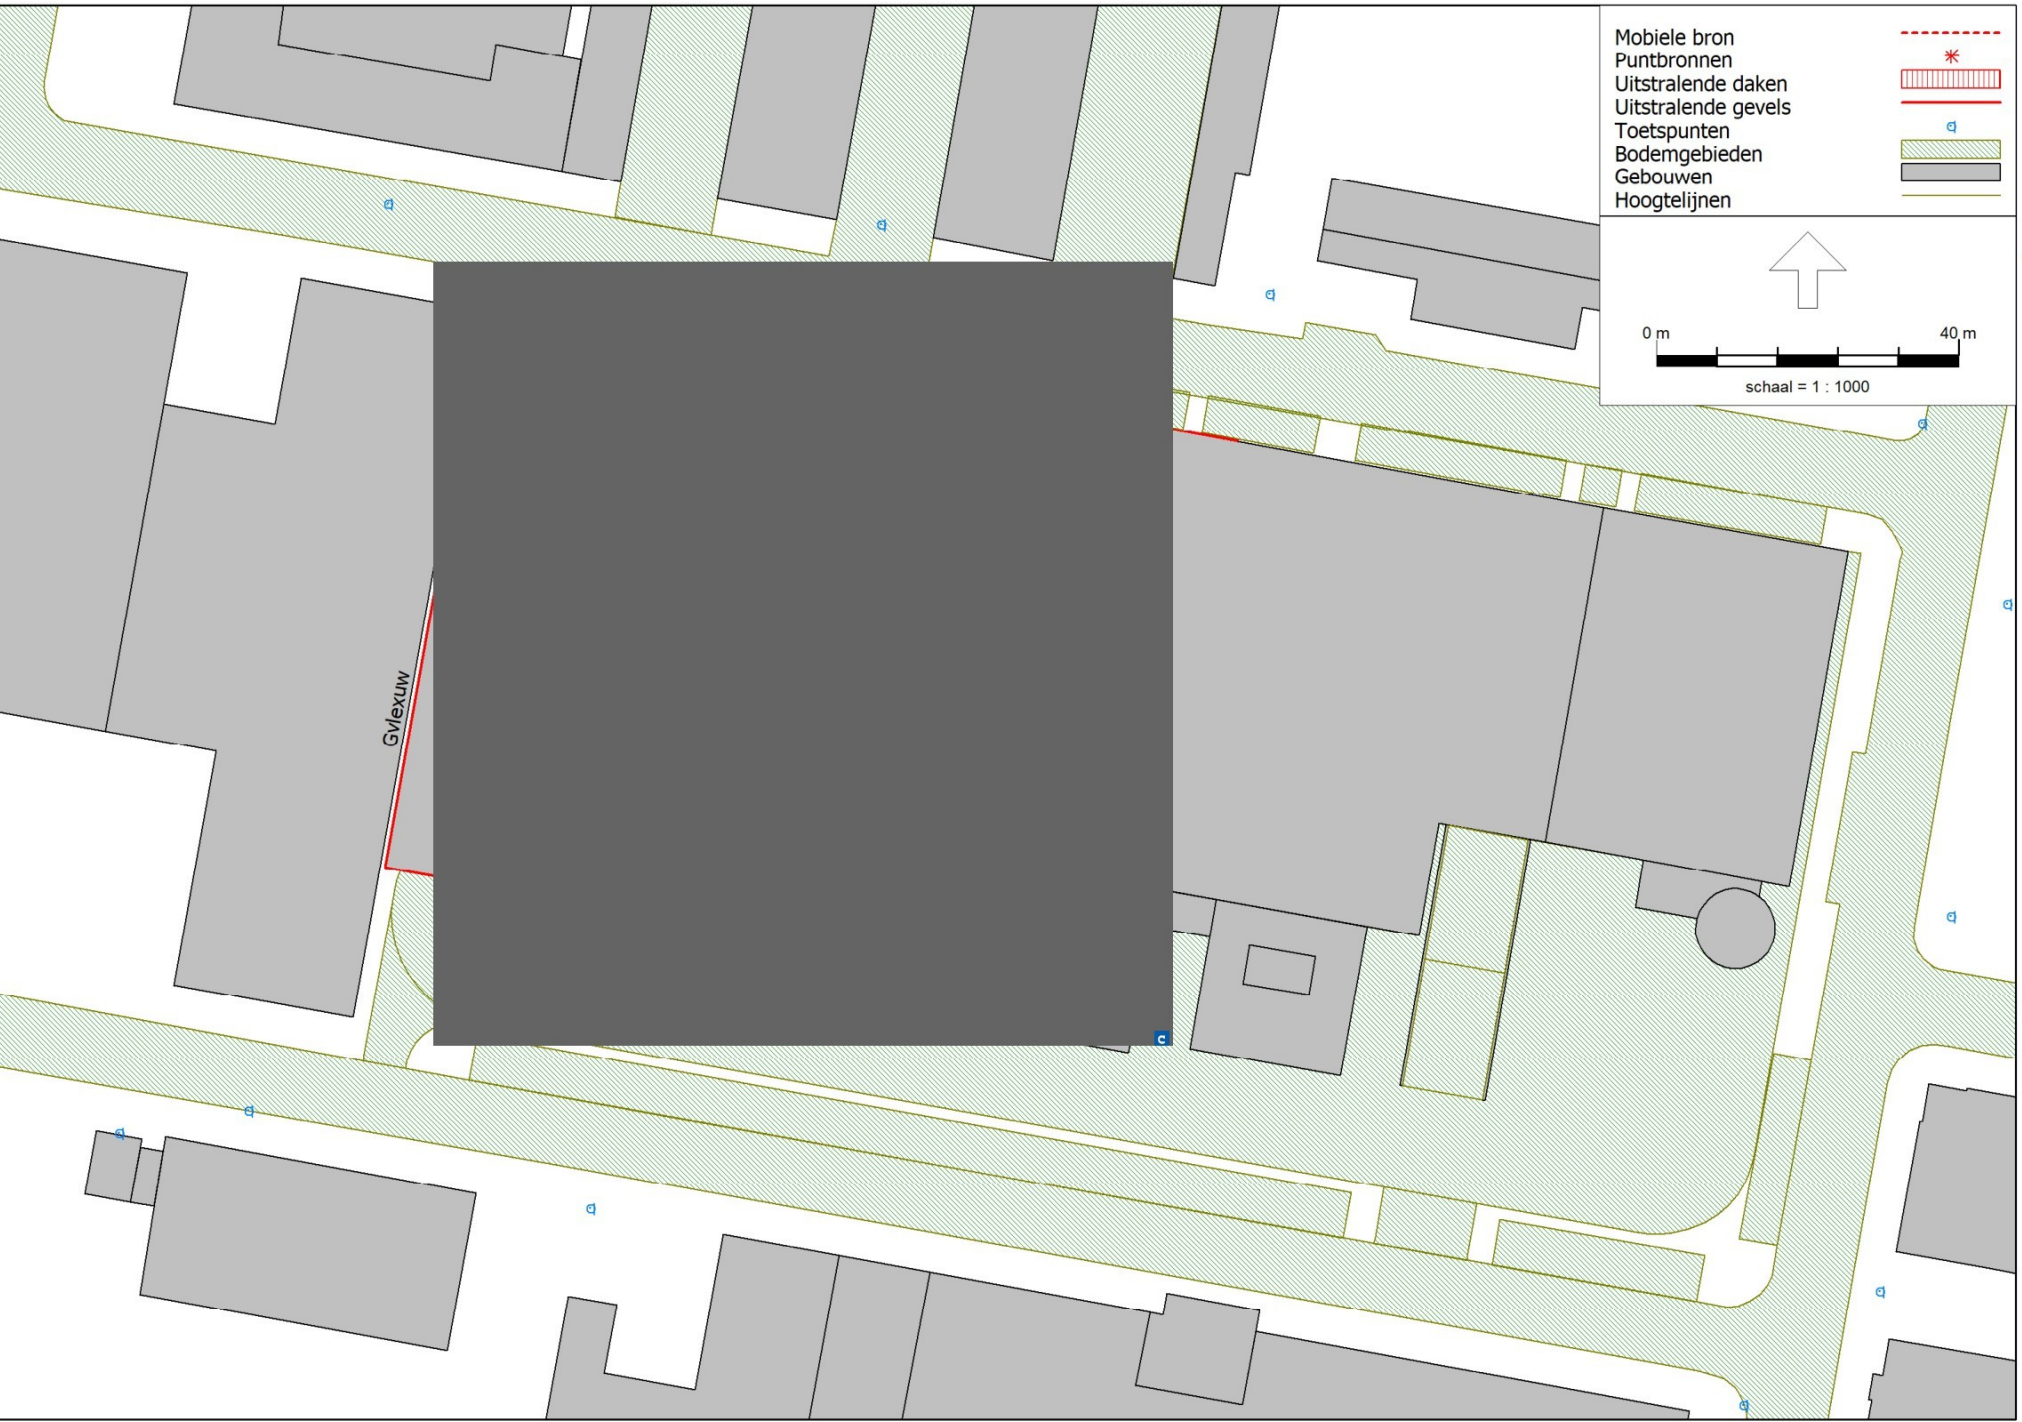 Mobiele bron
Puntbronnen
Uitstralende daken
Uitstralende gevels
Toetspunten
Bodemgebieden
Gebouwen
Hoogtelijnen
0 m 40 m
schaal = 1 : 1000
Gvlexuw
c